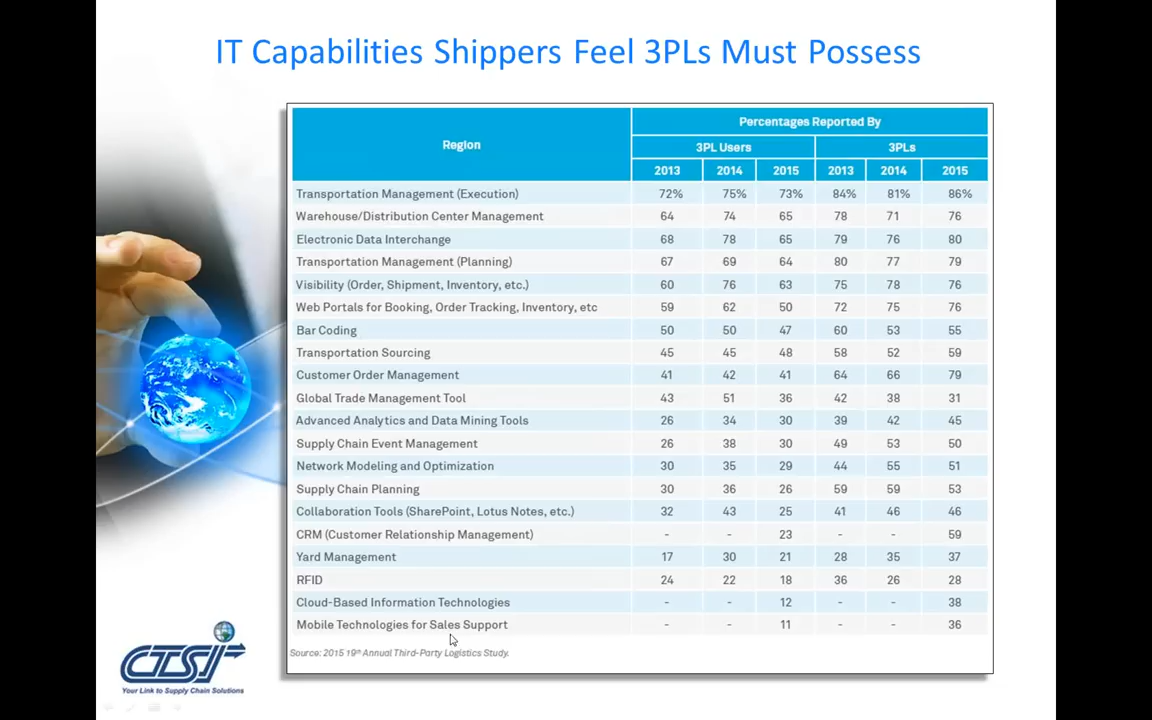 IT Capabilities Shippers Feel 3PLs Must Possess
Region
Percentages Reported By
3PL Users 3PLs
2013 2014 2015 2013 2014 2015
Transportation Management (Execution) 72% 75% 73% 84% 81% 86%
Warehouse/Distribution Center Management 64 74 65 78 71 76
Electronic Data Interchange 68 78 65 79 76 80
Transportation Management (Planning) 67 69 64 80 77 79
Visibility (Order, Shipment, Inventory, etc.) 60 76 63 75 78 76
Web Portals for Booking, Order Tracking, Inventory, etc 59 62 50 72 75 76
Bar Coding 50 50 47 60 53 55
Transportation Sourcing 45 45 48 58 52 59
Customer Order Management 41 42 41 64 66 79
Global Trade Management Tool 43 51 36 42 38 31
Advanced Analytics and Data Mining Tools 26 34 30 39 42 45
Supply Chain Event Management 26 38 30 49 53 50
Network Modeling and Optimization 30 35 29 44 55 51
Supply Chain Planning 30 36 26 59 59 53
Collaboration Tools (SharePoint, Lotus Notes, etc.) 32 43 25 41 46 46
CRM (Customer Relationship Management) - - 23 - - 59
Yard Management 17 30 21 28 35 37
RFID 24 22 18 36 26 28
Cloud-Based Information Technologies - - 12 - - 38
Mobile Technologies for Sales Support - - 11 - - 36
Source: 2015 19th Annual Third-Party Logistics Study.
CTSI
Your Link to Supply Chain Solutions